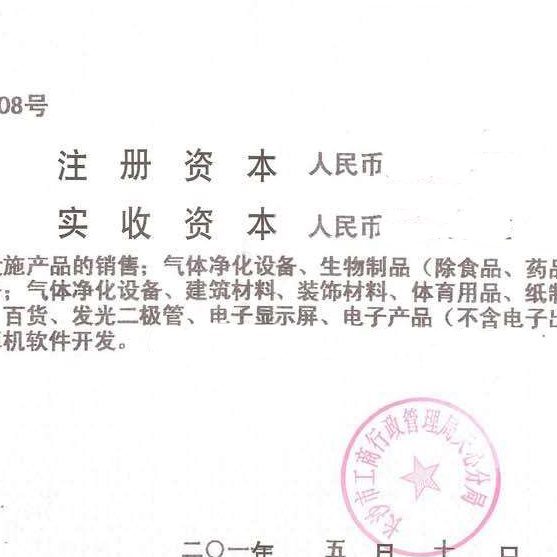 08号
注册资本 人民币
实收资本 人民币
施产品的销售；气体净化设备、生物制品（除食品、药品
；气体净化设备、建筑材料、装饰材料、体育用品、纸制
百货、发光二极管、电子显示屏、电子产品（不含电子出
机软件开发。
长沙市工商行政管理局天心分局
二〇一年 五月十日